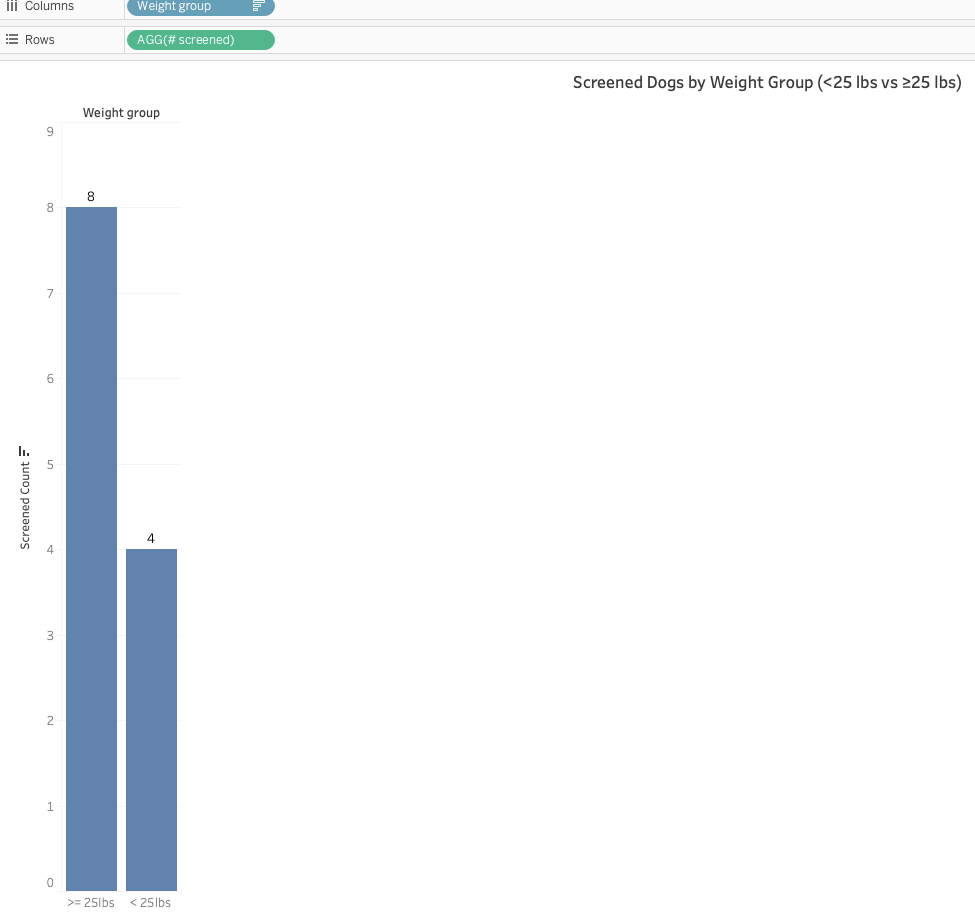 Columns Weight group
Rows AGG(# screened)
Screened Dogs by Weight Group (<25 lbs vs ≥25 lbs)
Weight group
9
8
8
7
6
5
Screened Count
4
4
3
2
1
0
>= 25lbs < 25lbs